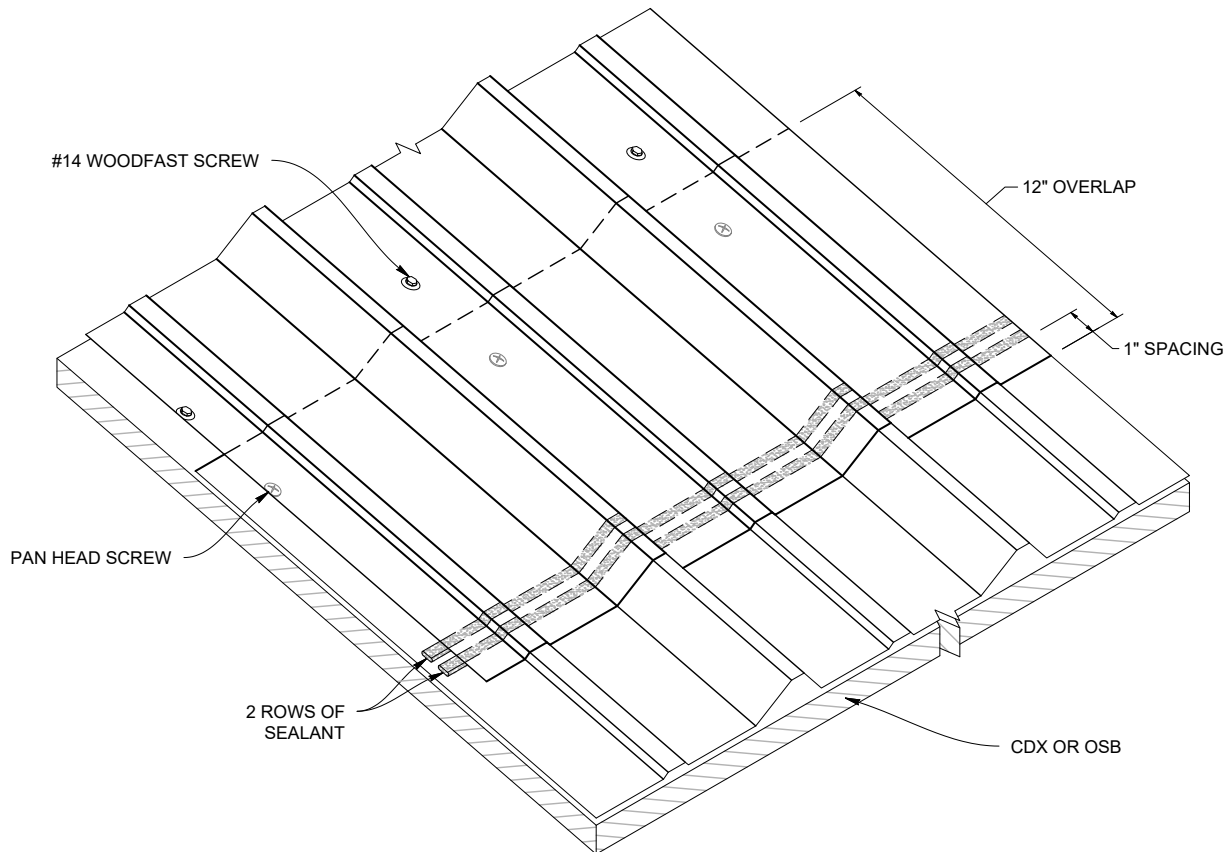 #14 WOODFAST SCREW
12" OVERLAP
1" SPACING
PAN HEAD SCREW
2 ROWS OF
SEALANT
CDX OR OSB